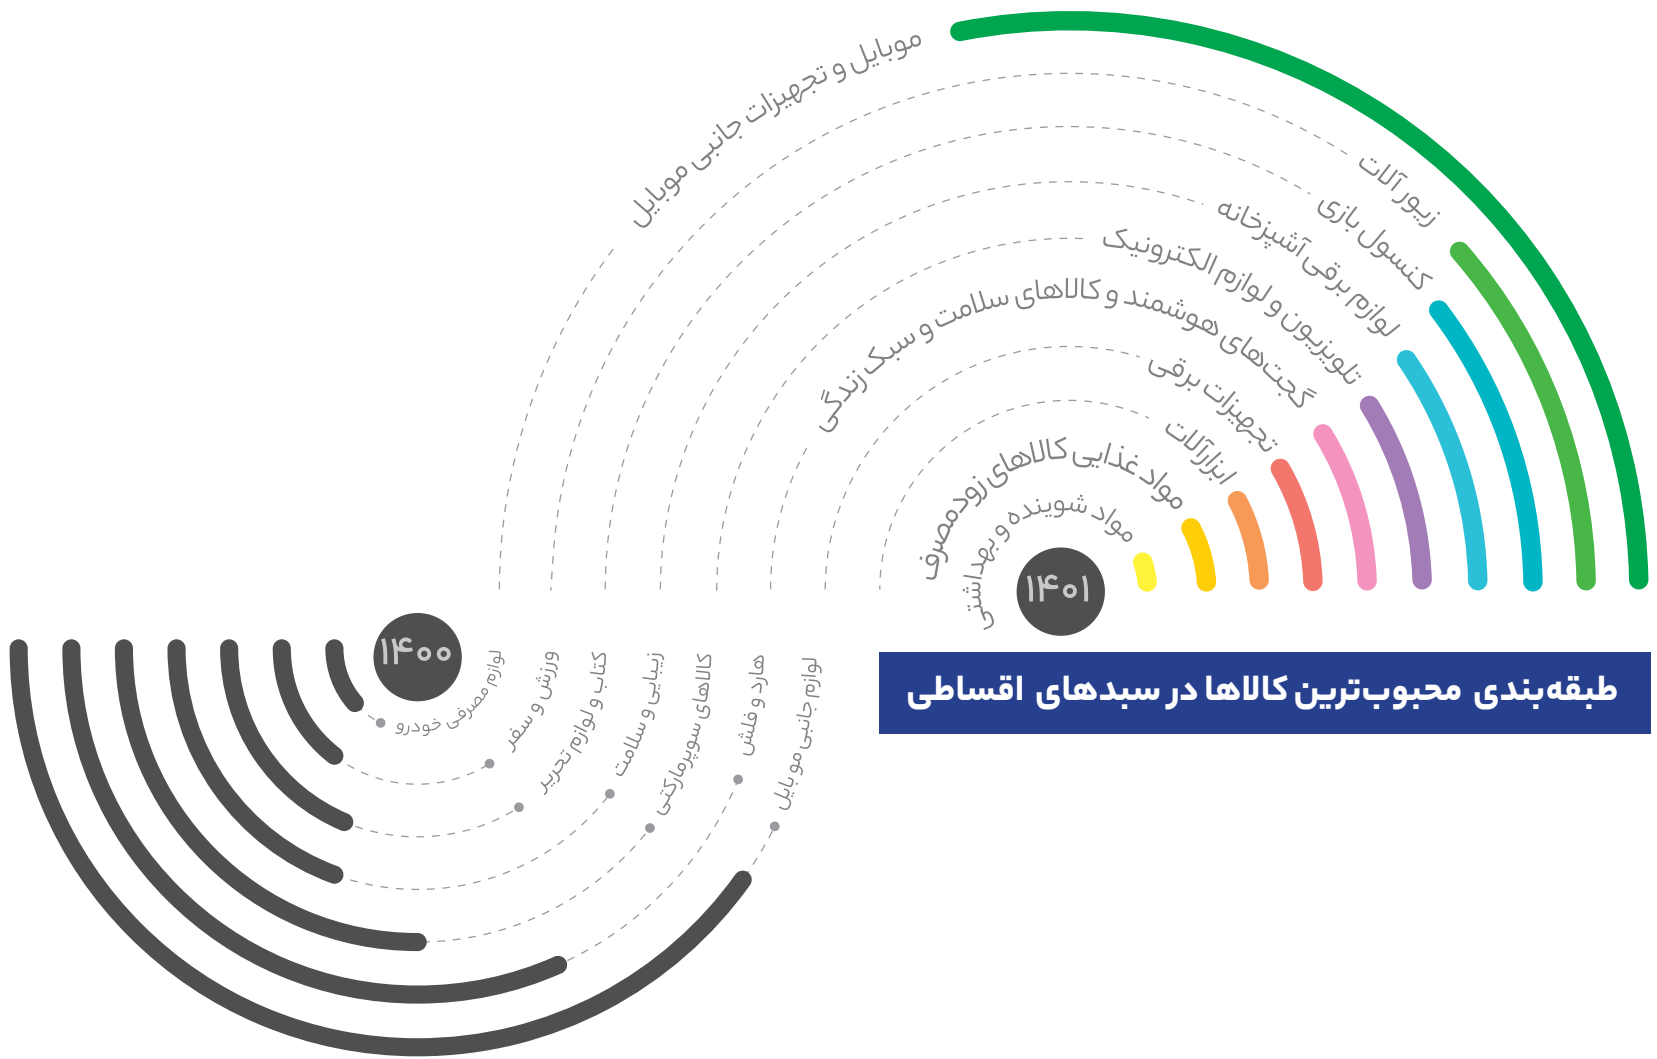 موبایل و تجهیزات جانبی موبایل
زیورآلات
کنسول بازی
لوازم برقی آشپزخانه
تلویزیون و لوازم الکترونیک
گجت‌های هوشمند و کالاهای سلامت و سبک زندگی
تجهیزات برقی
ابزارآلات
مواد غذایی کالاهای زودمصرف
مواد شوینده و بهداشتی
۱۴۰۱
طبقه‌بندی محبوب‌ترین کالاها در سبدهای اقساطی
۱۴۰۰
لوازم مصرفی خودرو
ورزش و سفر
کتاب و لوازم تحریر
زیبایی و سلامت
کالاهای سوپرمارکتی
هارد و فلش
لوازم جانبی موبایل